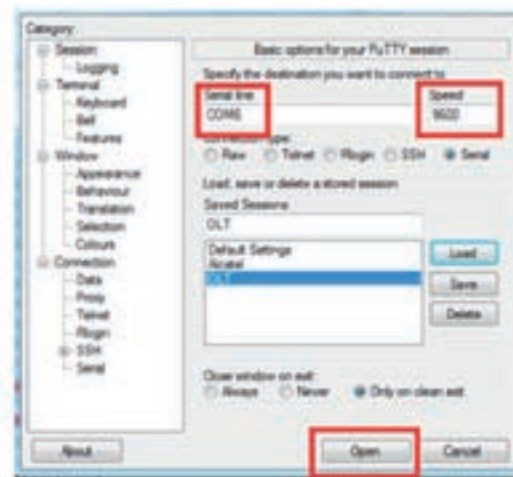 Category:
Session
Logging
Terminal
Keyboard
Bell
Features
Window
Appearance
Behaviour
Translation
Selection
Colours
Connection
Data
Proxy
Telnet
Rlogin
SSH
Serial
Basic options for your PuTTY session
Specify the destination you want to connect to
Serial line
Speed
COM6
9600
Connection type:
Raw
Telnet
Rlogin
SSH
Serial
Load, save or delete a stored session
Saved Sessions
OLT
Default Settings
Alcatel
OLT
Load
Save
Delete
Close window on exit:
Always
Never
Only on clean exit
About
Open
Cancel